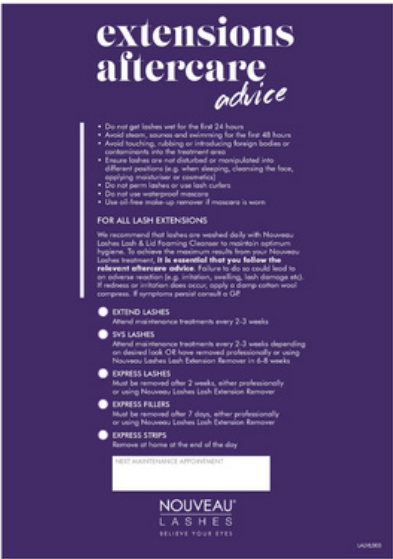 extensions
aftercare
advice
• Do not get lashes wet for the first 24 hours
• Avoid steam, saunas and swimming for the first 48 hours
• Avoid touching, rubbing or introducing foreign bodies or
contaminants into the treatment area
• Ensure lashes are not disturbed or manipulated into
different positions (e.g. when sleeping, cleansing the face,
applying moisturiser or cosmetics)
• Do not perm lashes or use lash curlers
• Do not use waterproof mascara
• Use oil-free make-up remover if mascara is worn
FOR ALL LASH EXTENSIONS
We recommend that lashes are washed daily with Nouveau
Lashes Lash & Lid Foaming Cleanser to maintain optimum
hygiene. To achieve the maximum results from your Nouveau
Lashes treatment, it is essential that you follow the
relevant aftercare advice. Failure to do so could lead to
an adverse reaction (e.g. irritation, swelling, lash damage etc).
If redness or irritation does occur, apply a damp cotton wool
compress. If symptoms persist consult a GP.
EXTEND LASHES
Attend maintenance treatments every 2-3 weeks
SVS LASHES
Attend maintenance treatments every 2-3 weeks depending
on desired look OR have removed professionally or using
Nouveau Lashes Lash Extension Remover in 6-8 weeks
EXPRESS LASHES
Must be removed after 2 weeks, either professionally
or using Nouveau Lashes Lash Extension Remover
EXPRESS FILLERS
Must be removed after 7 days, either professionally
or using Nouveau Lashes Lash Extension Remover
EXPRESS STRIPS
Remove at home at the end of the day
NEXT MAINTENANCE APPOINTMENT
NOUVEAU
LASHES
BELIEVE YOUR EYES